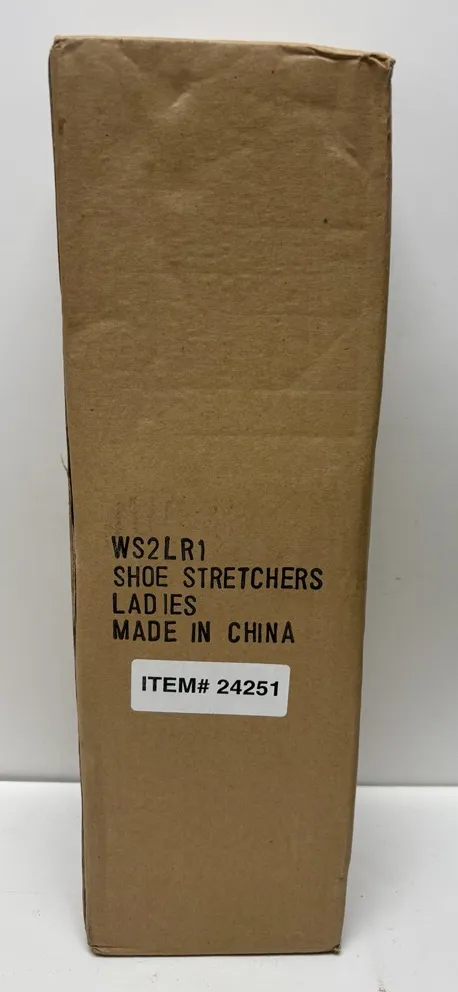 WS2LR1
SHOE STRETCHERS
LADIES
MADE IN CHINA
ITEM# 24251